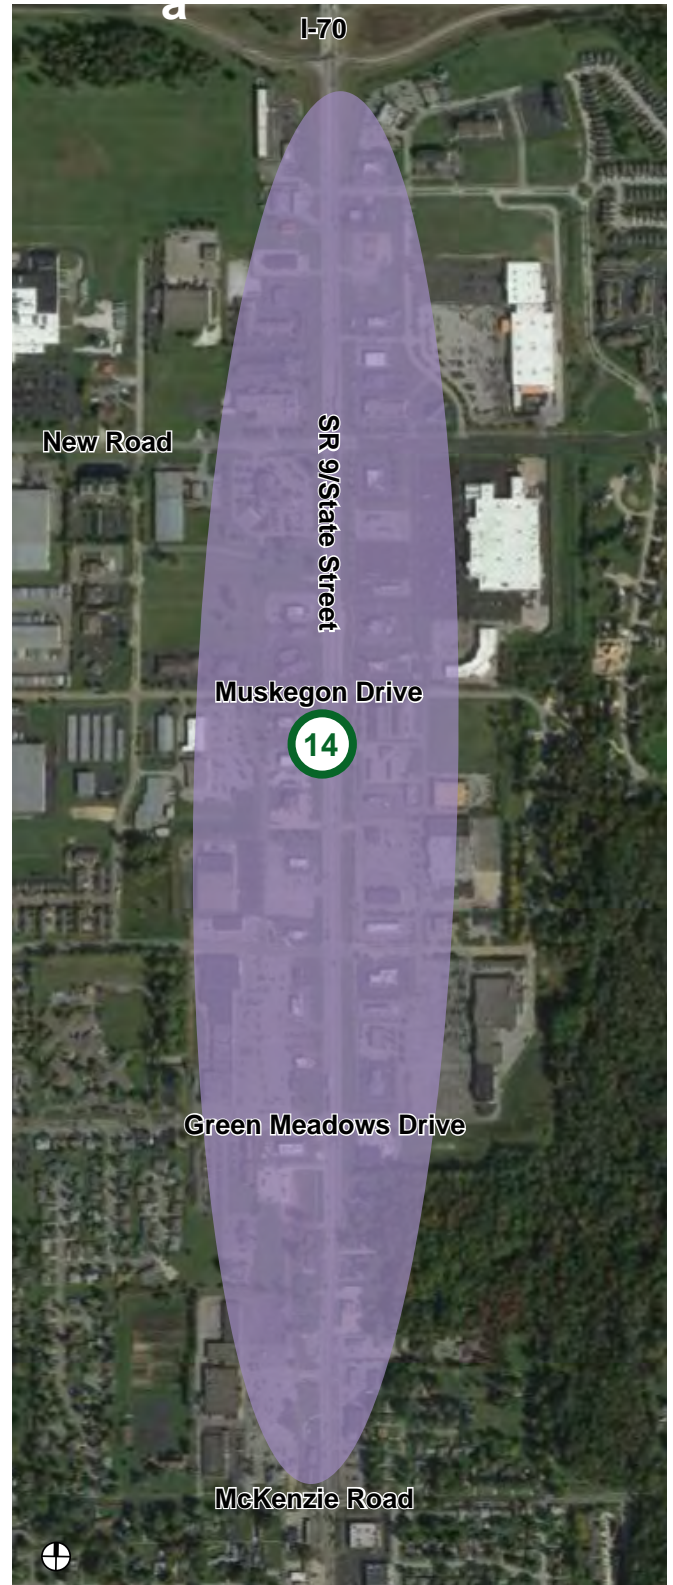 a
I-70
New Road
SR 9/State Street
Muskegon Drive
14
Green Meadows Drive
McKenzie Road